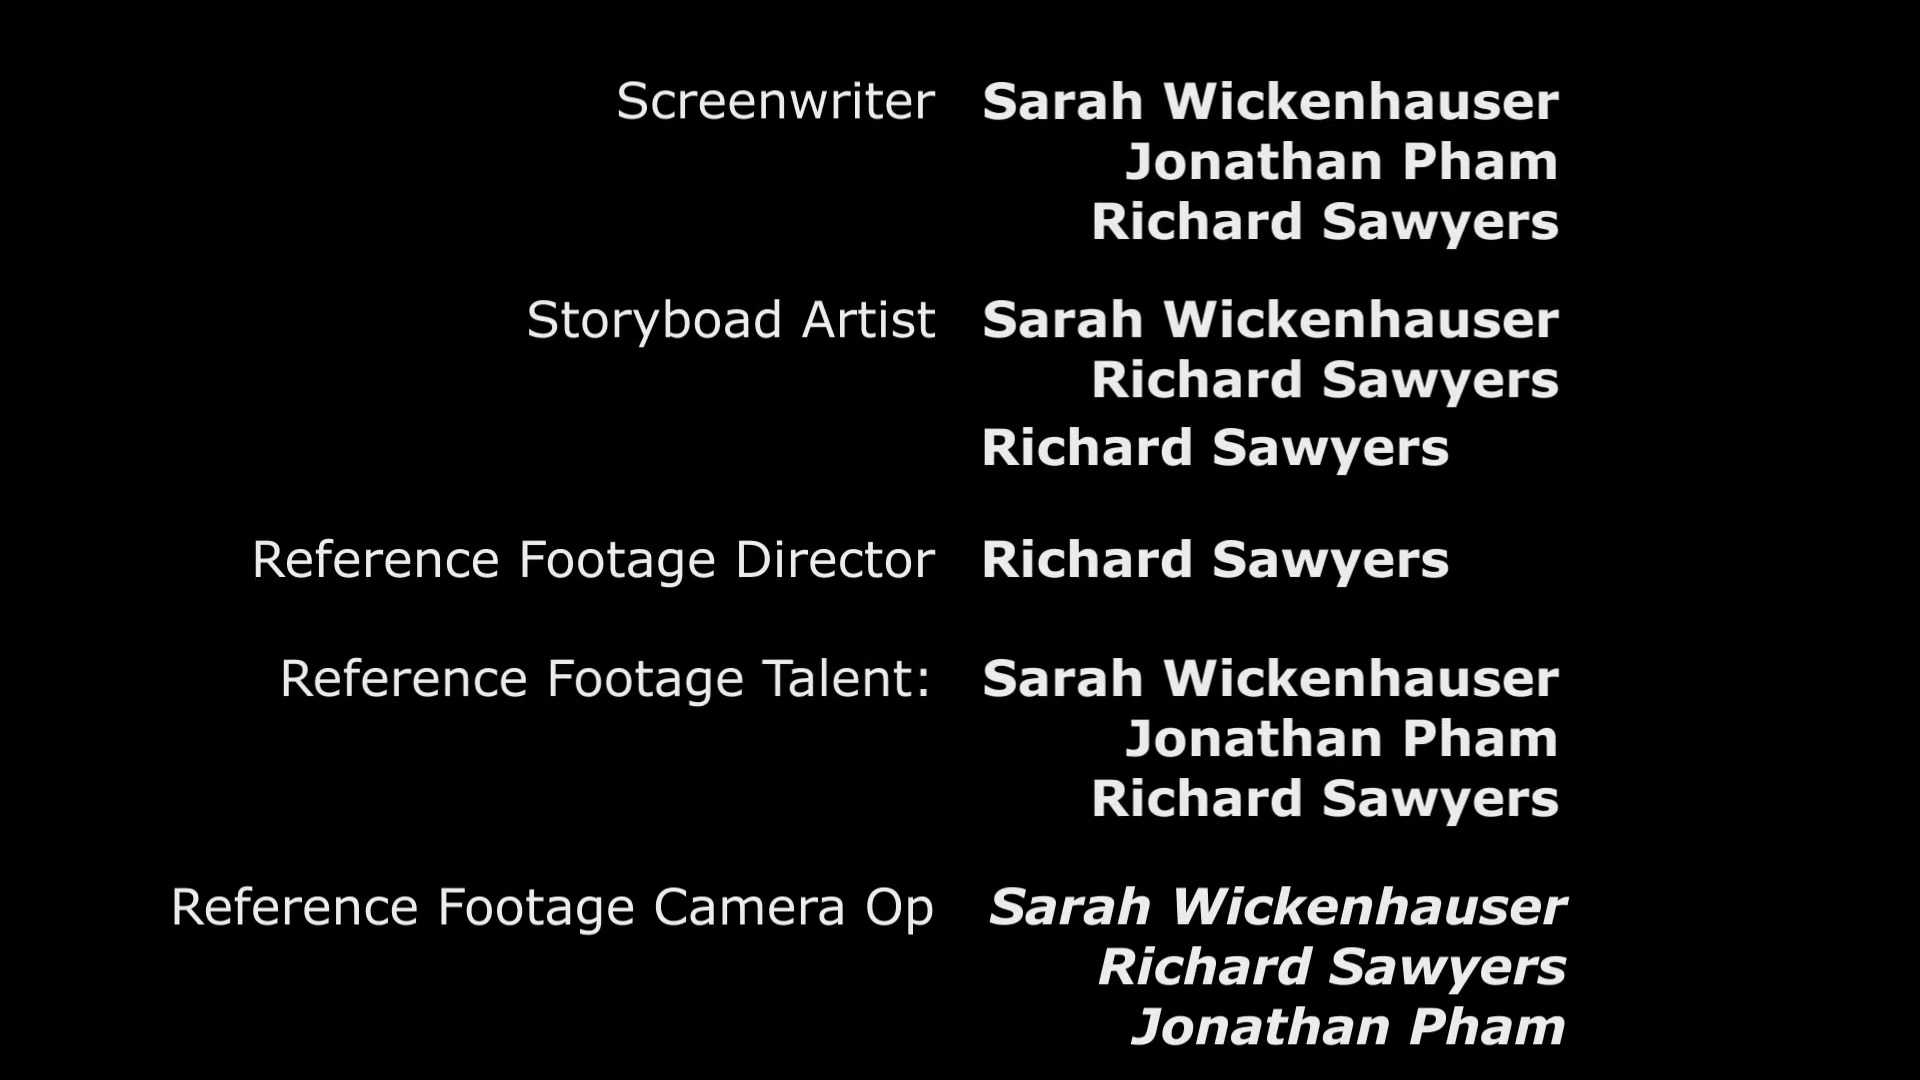 Screenwriter Sarah Wickenhauser
Jonathan Pham
Richard Sawyers
Storyboad Artist Sarah Wickenhauser
Richard Sawyers
Richard Sawyers
Reference Footage Director Richard Sawyers
Reference Footage Talent: Sarah Wickenhauser
Jonathan Pham
Richard Sawyers
Reference Footage Camera Op Sarah Wickenhauser
Richard Sawyers
Jonathan Pham